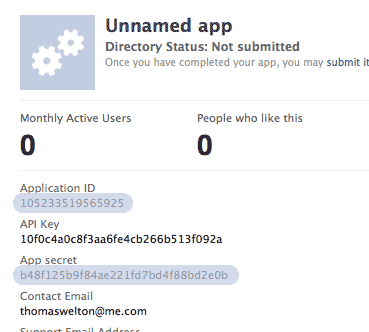 Unnamed app
Directory Status: Not submitted
Once you have completed your app, you may submit it
Monthly Active Users People who like this
0 0
Application ID
105233519565925
API Key
10f0c4a0c8f3aa6fe4cb266b513f092a
App secret
b48f125b9f84ae221fd7bd4f88bd2e0b
Contact Email
thomaswelton@me.com
Support Email Address